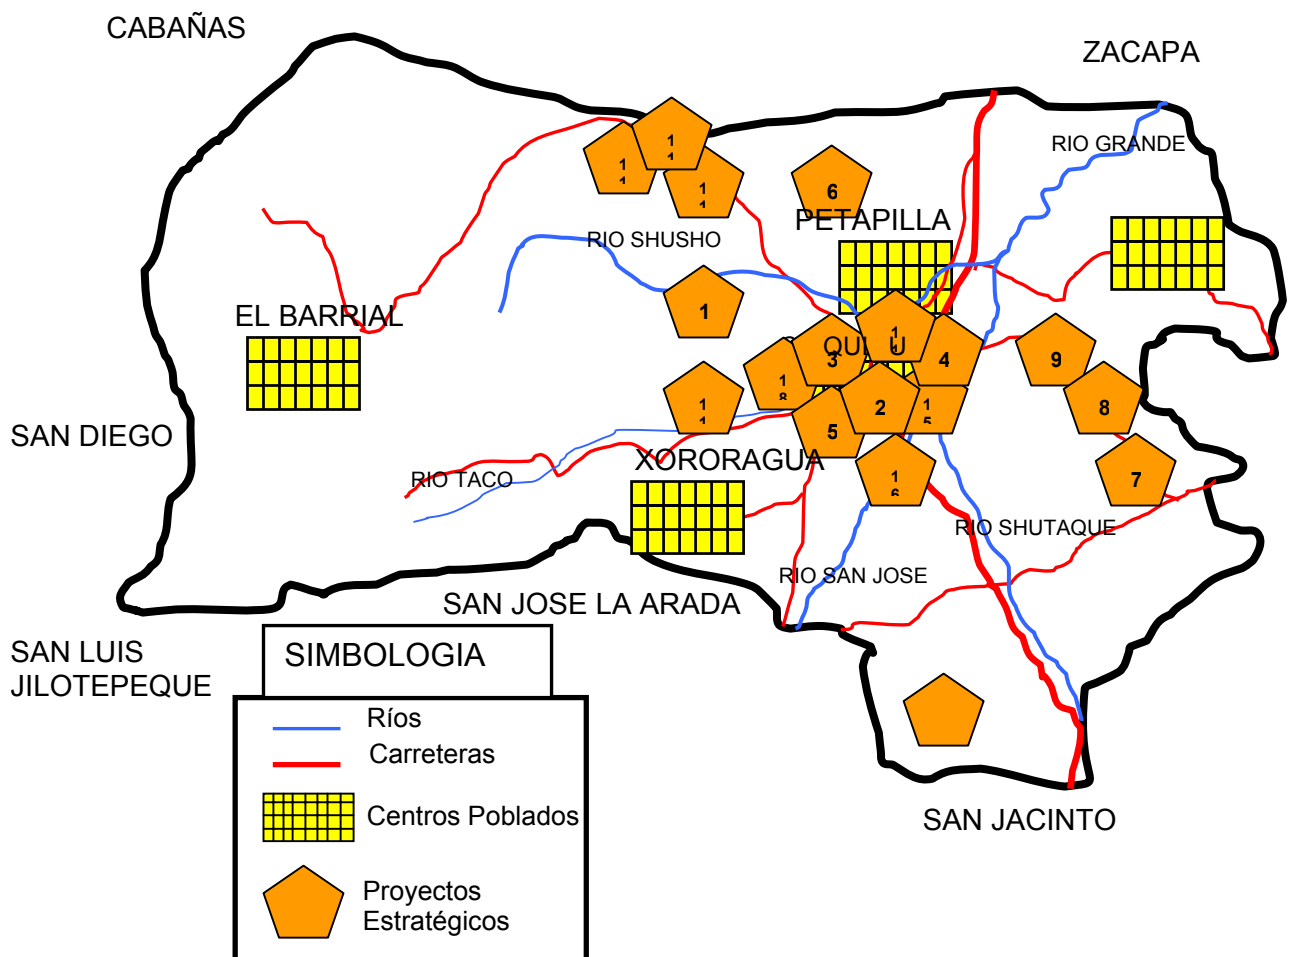 CABAÑAS
ZACAPA
RIO GRANDE
6
PETAPILLA
RIO SHUSHO
1
EL BARRIAL
QUI
U
3
4
9
2
8
5
SAN DIEGO
XORORAGUA
7
RIO TACO
RIO SHUTAQUE
RIO SAN JOSE
SAN JOSE LA ARADA
SAN LUIS
JILOTEPEQUE
SIMBOLOGIA
Ríos
Carreteras
Centros Poblados
Proyectos
Estratégicos
SAN JACINTO